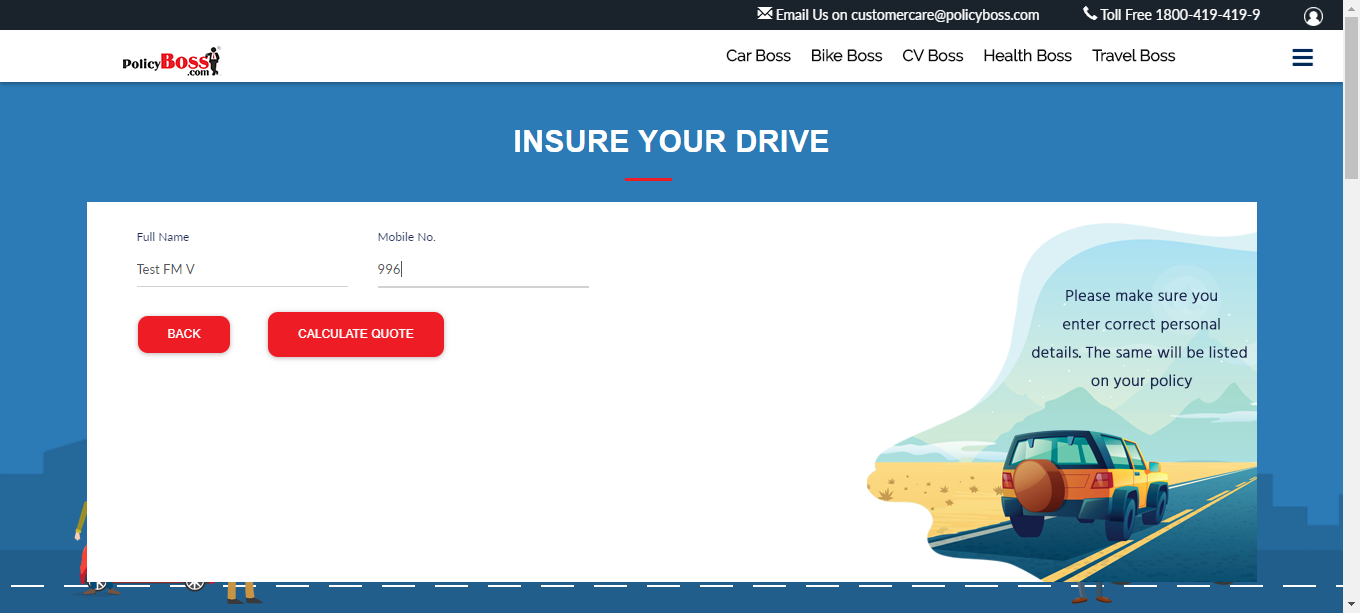 Email Us on customercare@policyboss.com Toll Free 1800-419-419-9
PolicyBoss .com Car Boss Bike Boss CV Boss Health Boss Travel Boss
INSURE YOUR DRIVE
Full Name Mobile No.
Test FM V 996
BACK CALCULATE QUOTE
Please make sure you
enter correct personal
details. The same will be listed
on your policy